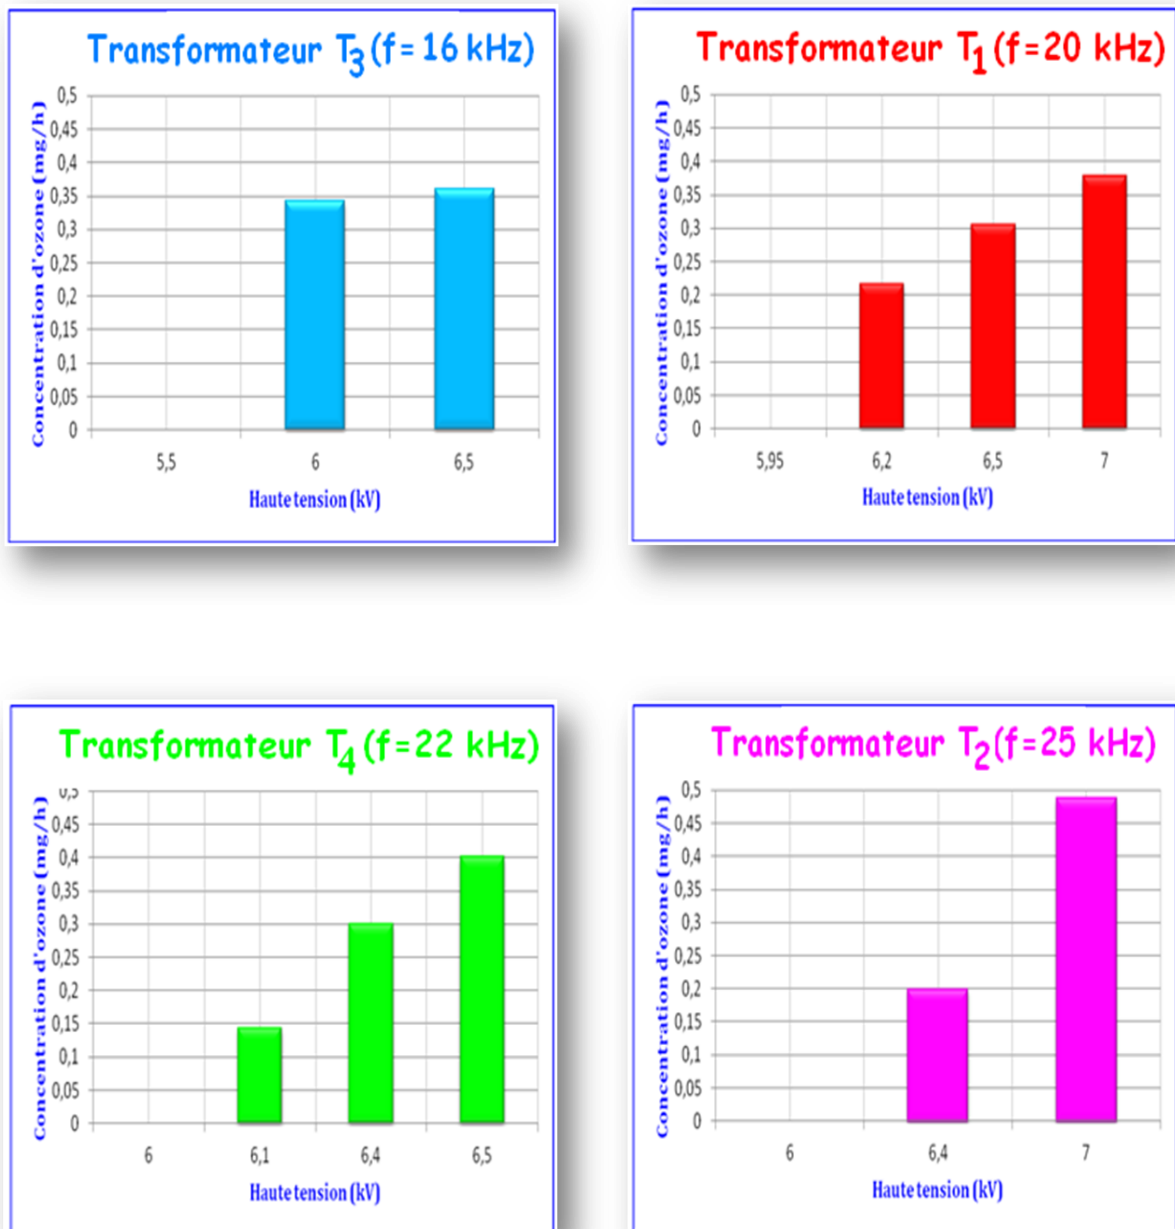 Transformateur T3 (f= 16 kHz)
Concentration d'ozone (mg/h)
0,5
0,45
0,4
0,35
0,3
0,25
0,2
0,15
0,1
0,05
0
5,5 6 6,5
Haute tension (kV)
Transformateur T1 (f=20 kHz)
Concentration d'ozone (mg/h)
0,5
0,45
0,4
0,35
0,3
0,25
0,2
0,15
0,1
0,05
0
5,95 6,2 6,5 7
Haute tension (kV)
Transformateur T4 (f=22 kHz)
Concentration d'ozone (mg/h)
0,5
0,45
0,4
0,35
0,3
0,25
0,2
0,15
0,1
0,05
0
6 6,1 6,4 6,5
Haute tension (kV)
Transformateur T2(f=25 kHz)
Concentration d'ozone (mg/h)
0,5
0,45
0,4
0,35
0,3
0,25
0,2
0,15
0,1
0,05
0
6 6,4 7
Haute tension (kV)